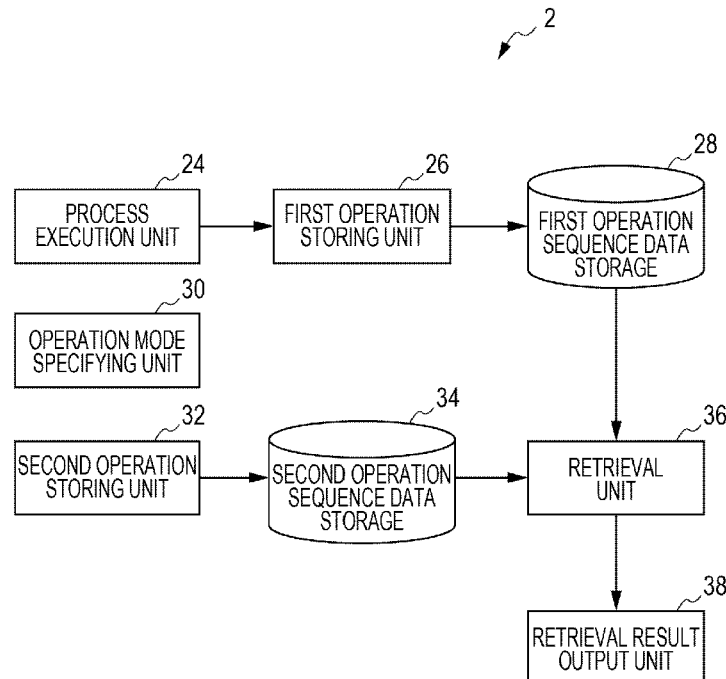 2
24
PROCESS
EXECUTION UNIT
26
FIRST OPERATION
STORING UNIT
28
FIRST OPERATION
SEQUENCE DATA
STORAGE
30
OPERATION MODE
SPECIFYING UNIT
32
SECOND OPERATION
STORING UNIT
34
SECOND OPERATION
SEQUENCE DATA
STORAGE
36
RETRIEVAL
UNIT
38
RETRIEVAL RESULT
OUTPUT UNIT